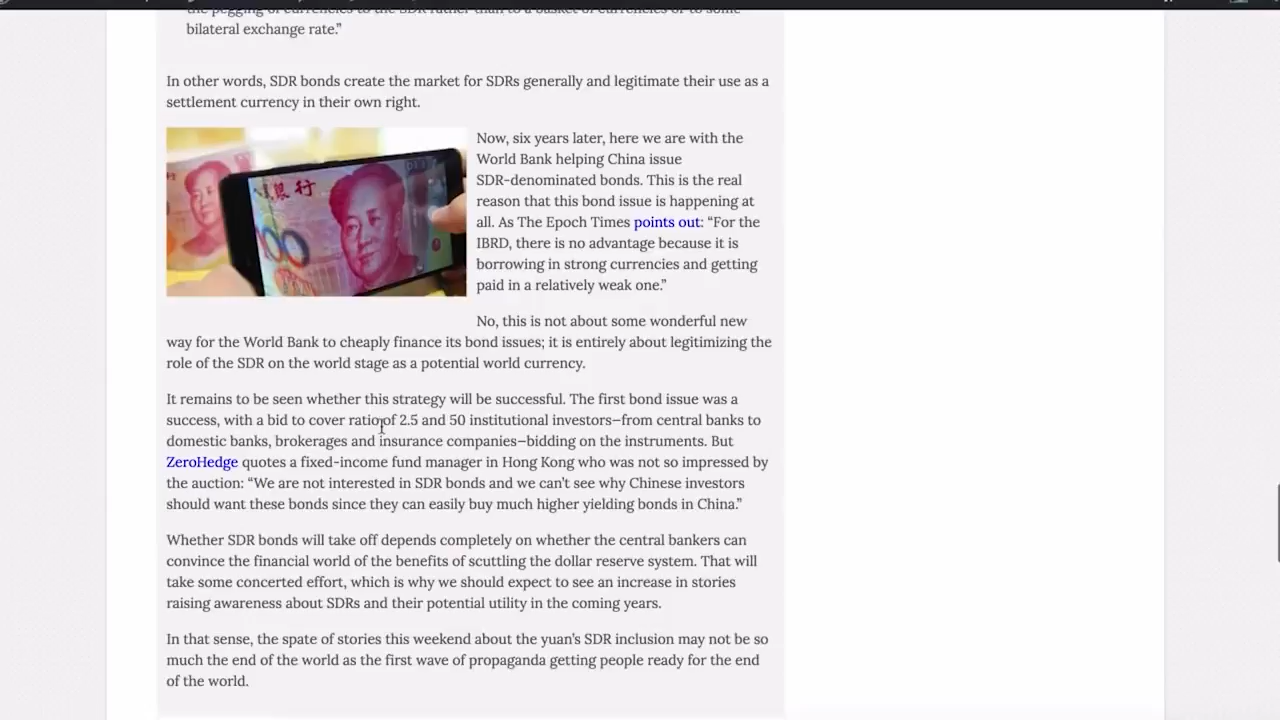 the pegging of currencies to the SDR rather than to a basket of currencies or to some
bilateral exchange rate.”
In other words, SDR bonds create the market for SDRs generally and legitimate their use as a
settlement currency in their own right.
Now, six years later, here we are with the
World Bank helping China issue
SDR-denominated bonds. This is the real
reason that this bond issue is happening at
all. As The Epoch Times points out: “For the
IBRD, there is no advantage because it is
borrowing in strong currencies and getting
paid in a relatively weak one.”
No, this is not about some wonderful new
way for the World Bank to cheaply finance its bond issues; it is entirely about legitimizing the
role of the SDR on the world stage as a potential world currency.
It remains to be seen whether this strategy will be successful. The first bond issue was a
success, with a bid to cover ratio of 2.5 and 50 institutional investors—from central banks to
domestic banks, brokerages and insurance companies—bidding on the instruments. But
ZeroHedge quotes a fixed-income fund manager in Hong Kong who was not so impressed by
the auction: “We are not interested in SDR bonds and we can’t see why Chinese investors
should want these bonds since they can easily buy much higher yielding bonds in China.”
Whether SDR bonds will take off depends completely on whether the central bankers can
convince the financial world of the benefits of scuttling the dollar reserve system. That will
take some concerted effort, which is why we should expect to see an increase in stories
raising awareness about SDRs and their potential utility in the coming years.
In that sense, the spate of stories this weekend about the yuan’s SDR inclusion may not be so
much the end of the world as the first wave of propaganda getting people ready for the end
of the world.